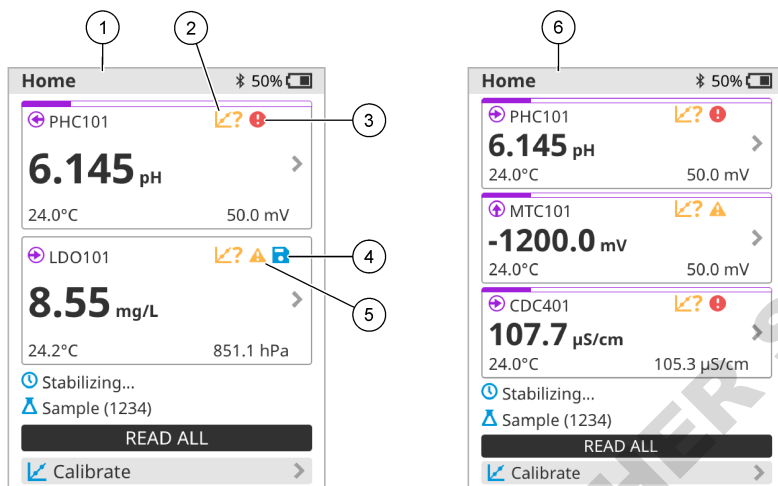 1
2
6
Home 50%
PHC101 ?
3
6.145 pH
24.0°C 50.0 mV
LDO101 ?
4
8.55 mg/L
5
24.2°C 851.1 hPa
Stabilizing...
Sample (1234)
READ ALL
Calibrate
Home 50%
PHC101 ?
6.145 pH
24.0°C 50.0 mV
MTC101 ?
-1200.0 mV
24.0°C 50.0 mV
CDC401 ?
107.7 µS/cm
24.0°C 105.3 µS/cm
Stabilizing...
Sample (1234)
READ ALL
Calibrate
HER S